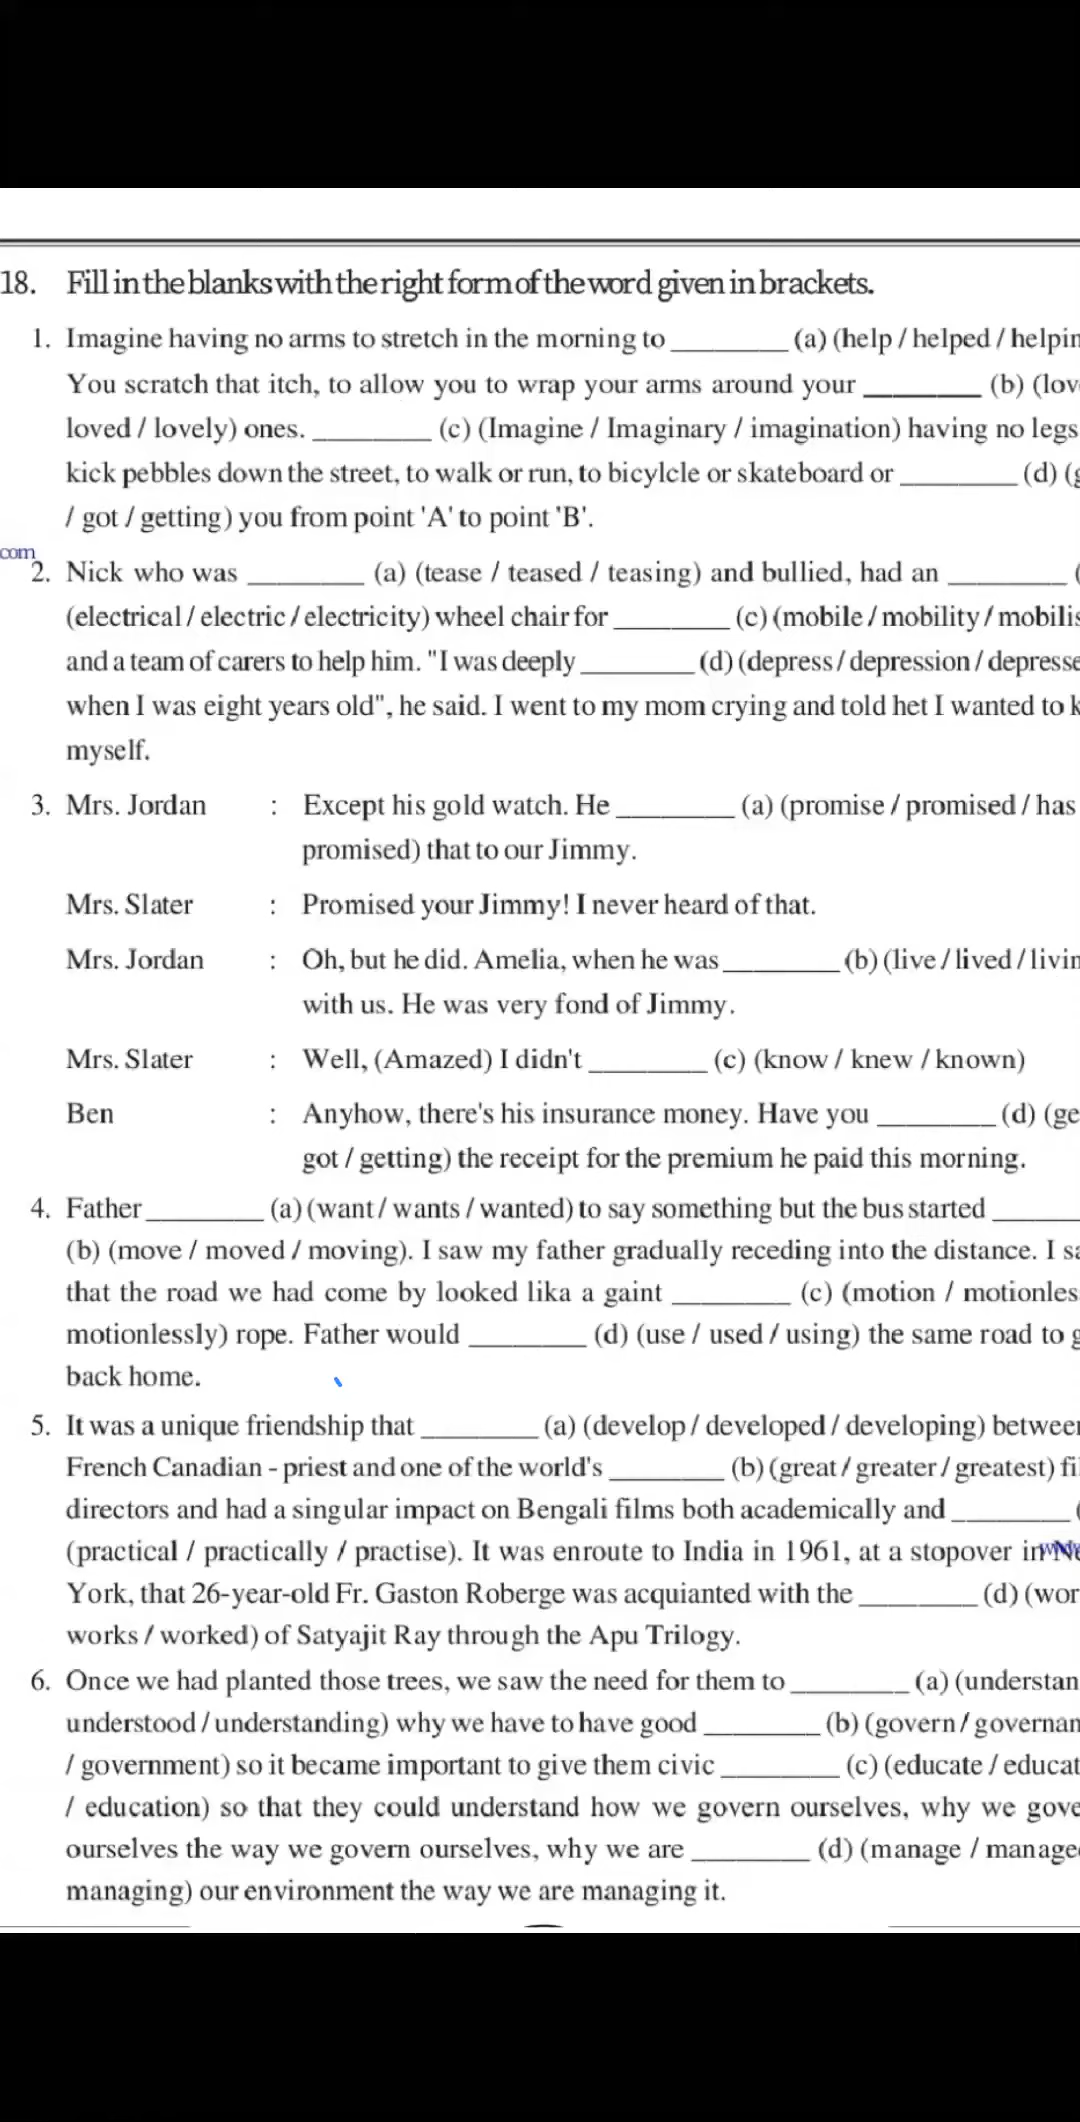 18. Fill in the blanks with the right form of the word given in brackets.
1. Imagine having no arms to stretch in the morning to ________ (a) (help / helped /
You scratch that itch, to allow you to wrap your arms around your ________ (b)
loved / lovely) ones. ________ (c) (Imagine / Imaginary / imagination) having no legs
kick pebbles down the street, to walk or run, to bicylcle or skateboard or ________ (d)
/ got / getting) you from point 'A' to point 'B'.
com
2. Nick who was ________ (a) (tease / teased / teasing) and bullied, had an ________ (
(electrical / electric / electricity) wheel chair for ________ (c) (mobile / mobility /
and a team of carers to help him. "I was deeply ________ (d) (depress / depression /
when I was eight years old", he said. I went to my mom crying and told het I wanted to
myself.
3. Mrs. Jordan : Except his gold watch. He ________ (a) (promise / promised / has
promised) that to our Jimmy.
Mrs. Slater : Promised your Jimmy! I never heard of that.
Mrs. Jordan : Oh, but he did. Amelia, when he was ________ (b) (live / lived /
with us. He was very fond of Jimmy.
Mrs. Slater : Well, (Amazed) I didn't ________ (c) (know / knew / known)
Ben : Anyhow, there's his insurance money. Have you ________ (d)
got / getting) the receipt for the premium he paid this morning.
4. Father ________ (a) (want / wants / wanted) to say something but the bus started ______
(b) (move / moved / moving). I saw my father gradually receding into the distance. I
that the road we had come by looked lika a gaint ________ (c) (motion /
motionlessly) rope. Father would ________ (d) (use / used / using) the same road to
back home.
5. It was a unique friendship that ________ (a) (develop / developed / developing)
French Canadian - priest and one of the world's ________ (b) (great / greater / greatest)
directors and had a singular impact on Bengali films both academically and ________ (
(practical / practically / practise). It was enroute to India in 1961, at a stopover in
York, that 26-year-old Fr. Gaston Roberge was acquianted with the ________ (d)
works / worked) of Satyajit Ray through the Apu Trilogy.
6. Once we had planted those trees, we saw the need for them to ________ (a)
understood / understanding) why we have to have good ________ (b) (govern /
/ government) so it became important to give them civic ________ (c) (educate /
/ education) so that they could understand how we govern ourselves, why we
ourselves the way we govern ourselves, why we are ________ (d) (manage /
managing) our environment the way we are managing it.